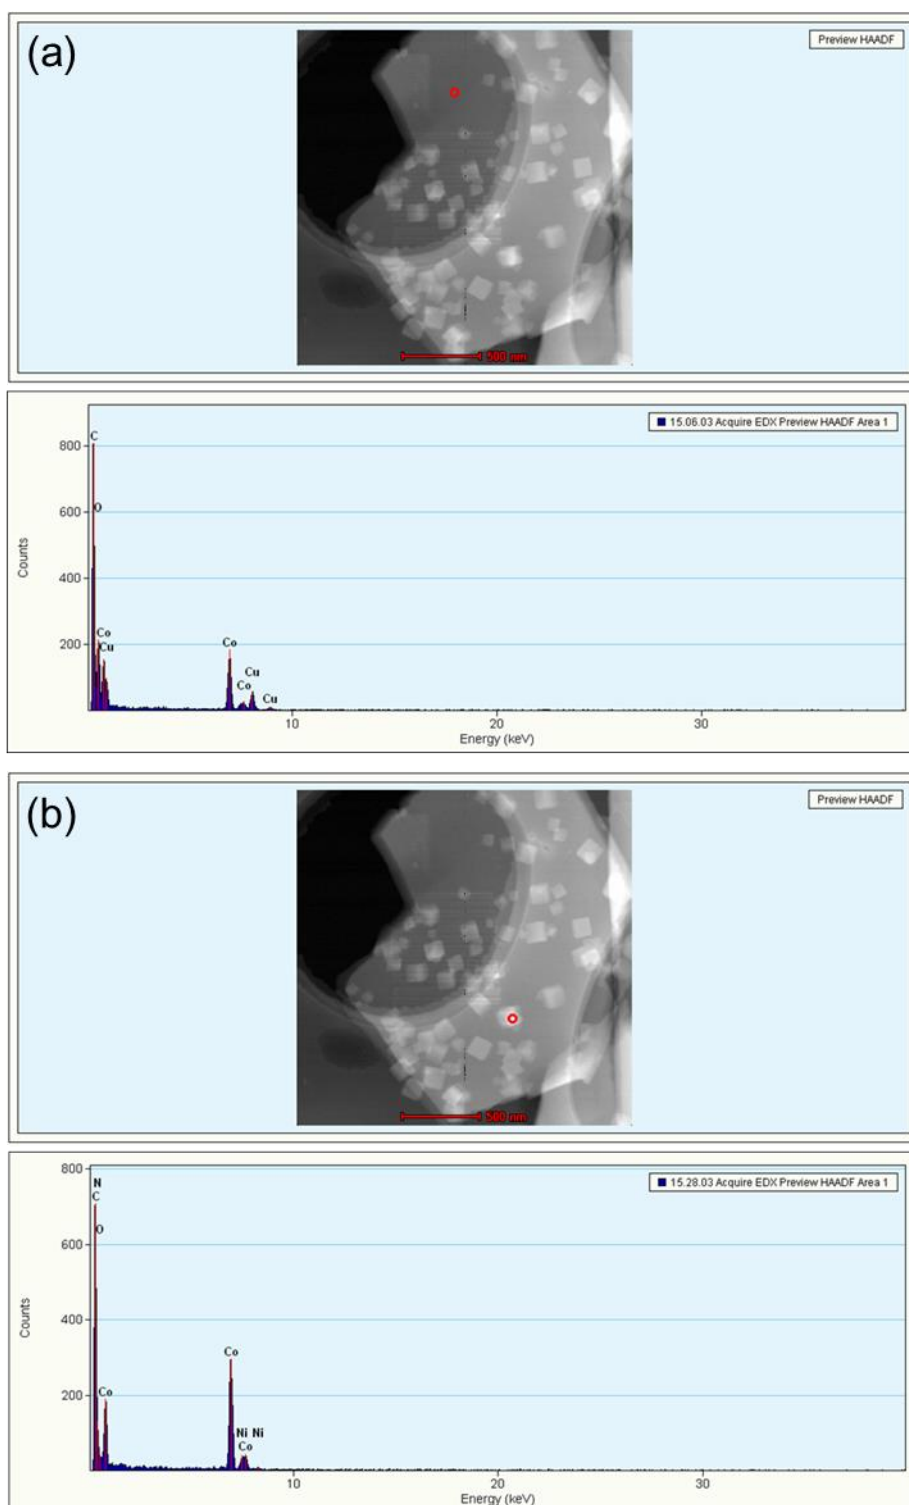 (a)
Preview HAADF
500 nm
15.06.03 Acquire EDX Preview HAADF Area 1
800
600
400
200
Counts
C
O
Co
Cu
Co
Co
Cu
Cu
10
20
30
Energy (keV)
(b)
Preview HAADF
500 nm
15.28.03 Acquire EDX Preview HAADF Area 1
800
600
400
200
Counts
N
C
O
Co
Co
Ni Ni
Co
10
20
30
Energy (keV)